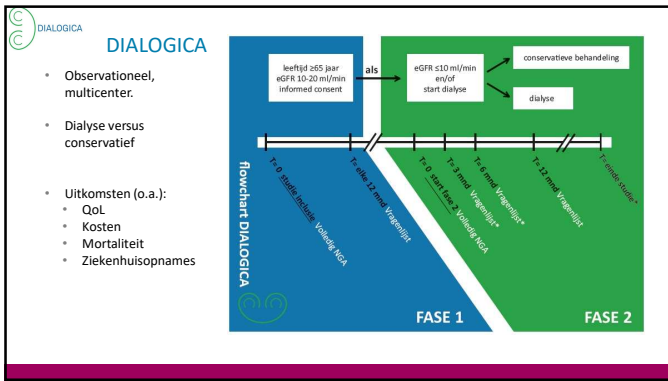 DIALOGICA
DIALOGICA
• Observationeel,
multicenter.
• Dialyse versus
conservatief
• Uitkomsten (o.a.):
• QoL
• Kosten
• Mortaliteit
• Ziekenhuisopnames
flowchart DIALOGICA
leeftijd ≥65 jaar
eGFR 10-20 ml/min
informed consent
als
eGFR ≤10 ml/min
en/of
start dialyse
conservatieve behandeling
dialyse
T= 0 studie inclusie Volledig NGA
T= elke 12 mnd Vragenlijst
T= 0 start fase 2 Volledig NGA
T= 3 mnd Vragenlijst*
T= 6 mnd Vragenlijst*
T= 12 mnd Vragenlijst
T= einde studie*
FASE 1
FASE 2